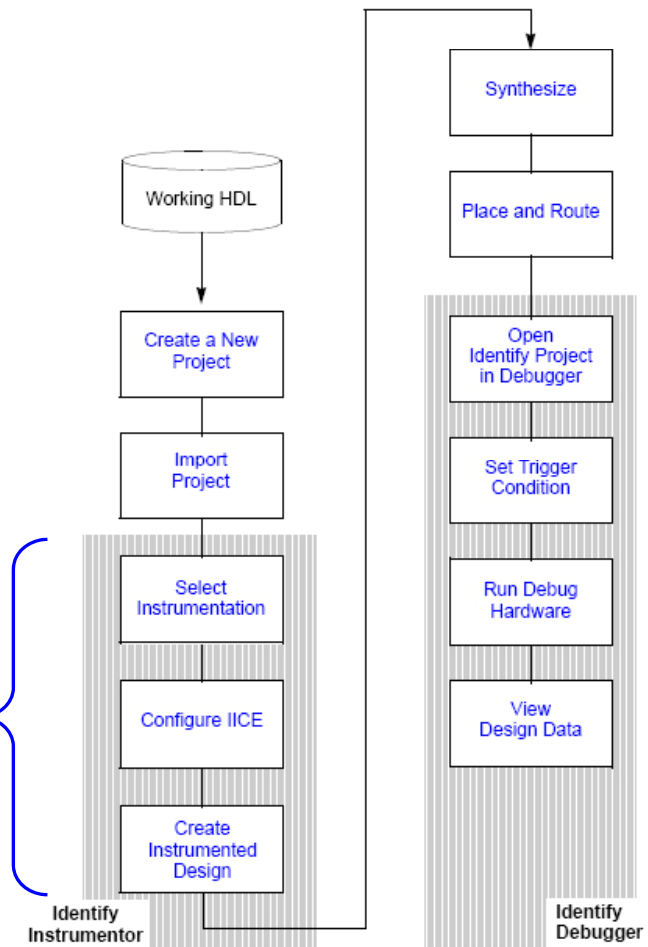 Working HDL
Create a New
Project
Import
Project
Select
Instrumentation
Configure IICE
Create
Instrumented
Design
Identify
Instrumentor
Synthesize
Place and Route
Open
Identify Project
in Debugger
Set Trigger
Condition
Run Debug
Hardware
View
Design Data
Identify
Debugger